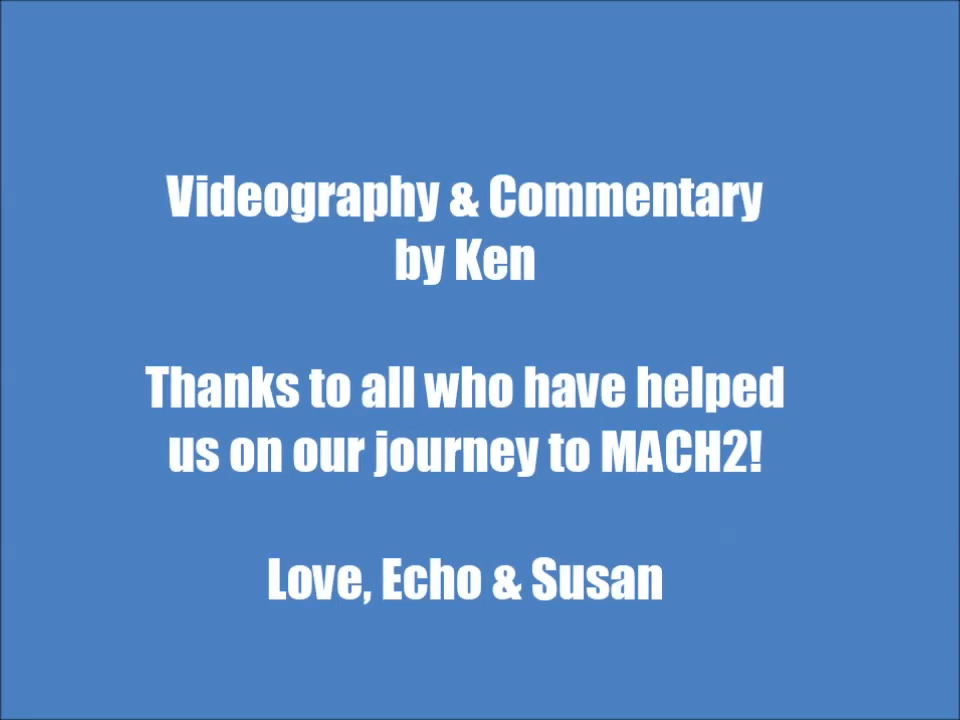 Videography & Commentary
by Ken
Thanks to all who have helped
us on our journey to MACH2!
Love, Echo & Susan